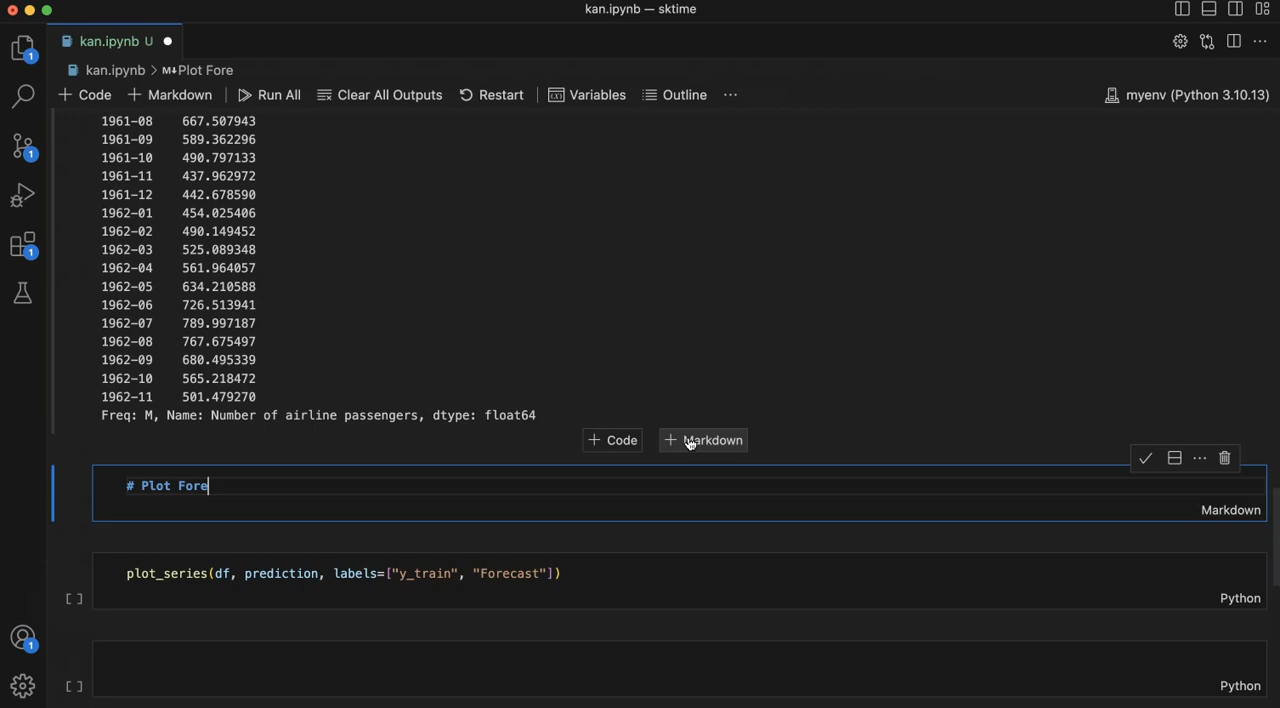 kan.ipynb — sktime
kan.ipynb U
kan.ipynb > M↓Plot Fore
+ Code + Markdown Run All Clear All Outputs Restart Variables Outline ... myenv (Python 3.10.13)
1961-08 667.507943
1961-09 589.362296
1961-10 490.797133
1961-11 437.962972
1961-12 442.678590
1962-01 454.025406
1962-02 490.149452
1962-03 525.089348
1962-04 561.964057
1962-05 634.210588
1962-06 726.513941
1962-07 789.997187
1962-08 767.675497
1962-09 680.495339
1962-10 565.218472
1962-11 501.479270
Freq: M, Name: Number of airline passengers, dtype: float64
+ Code + Markdown
# Plot Fore
Markdown
plot_series(df, prediction, labels=["y_train", "Forecast"])
[ ] Python
[ ] Python
1
1
1
1
1